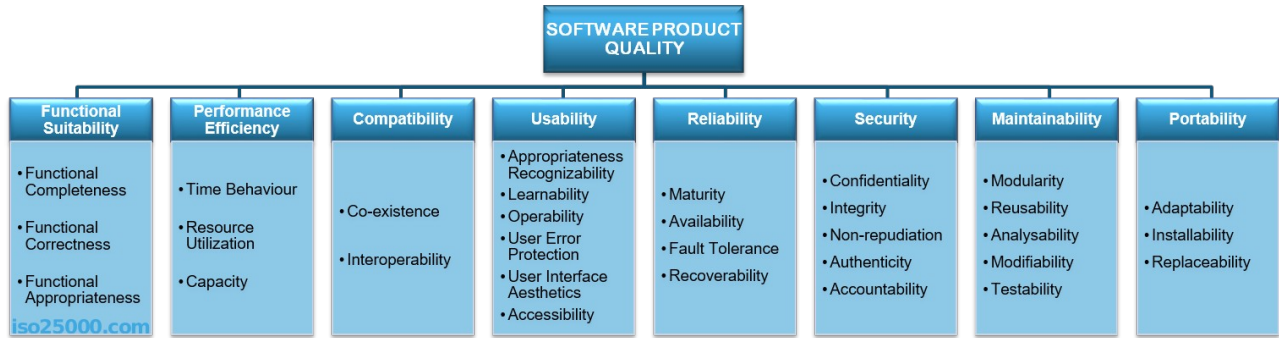 SOFTWARE PRODUCT
QUALITY
Functional
Suitability
• Functional
Completeness
• Functional
Correctness
• Functional
Appropriateness
iso25000.com
Performance
Efficiency
• Time Behaviour
• Resource
Utilization
• Capacity
Compatibility
• Co-existence
• Interoperability
Usability
• Appropriateness
Recognizability
• Learnability
• Operability
• User Error
Protection
• User Interface
Aesthetics
• Accessibility
Reliability
• Maturity
• Availability
• Fault Tolerance
• Recoverability
Security
• Confidentiality
• Integrity
• Non-repudiation
• Authenticity
• Accountability
Maintainability
• Modularity
• Reusability
• Analysability
• Modifiability
• Testability
Portability
• Adaptability
• Installability
• Replaceability